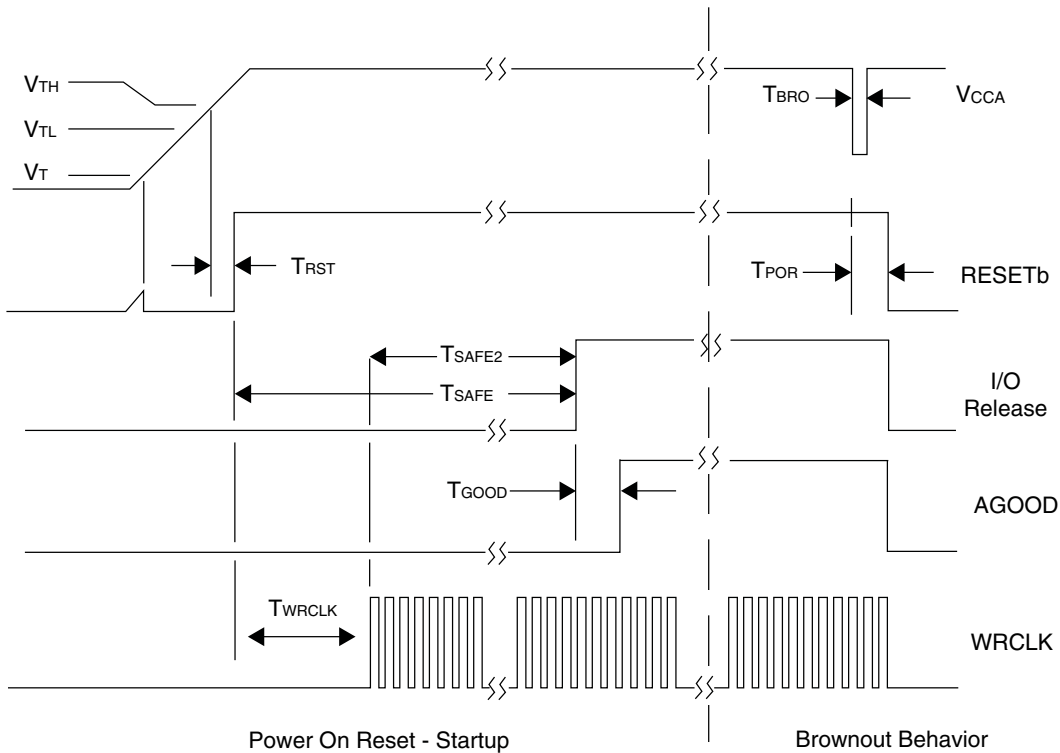 VTH
VTL
VT
TBRO
VCCA
TRST
TPOR
RESETb
TSAFE2
TSAFE
I/O
Release
TGOOD
AGOOD
TWRCLK
WRCLK
Power On Reset - Startup
Brownout Behavior